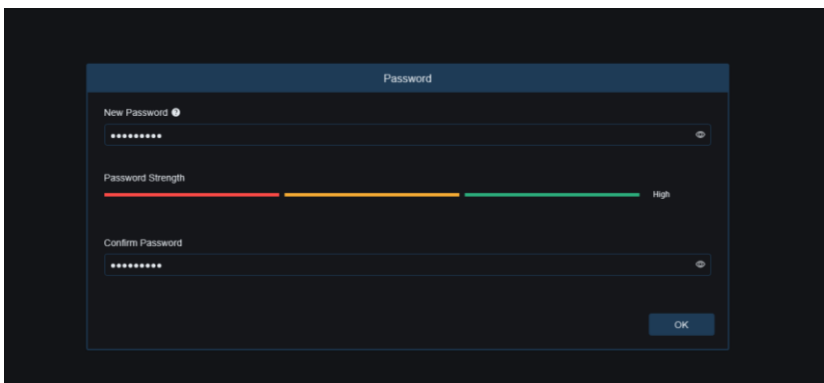 Password
New Password
•••••••••
Password Strength
High
Confirm Password
•••••••••
OK